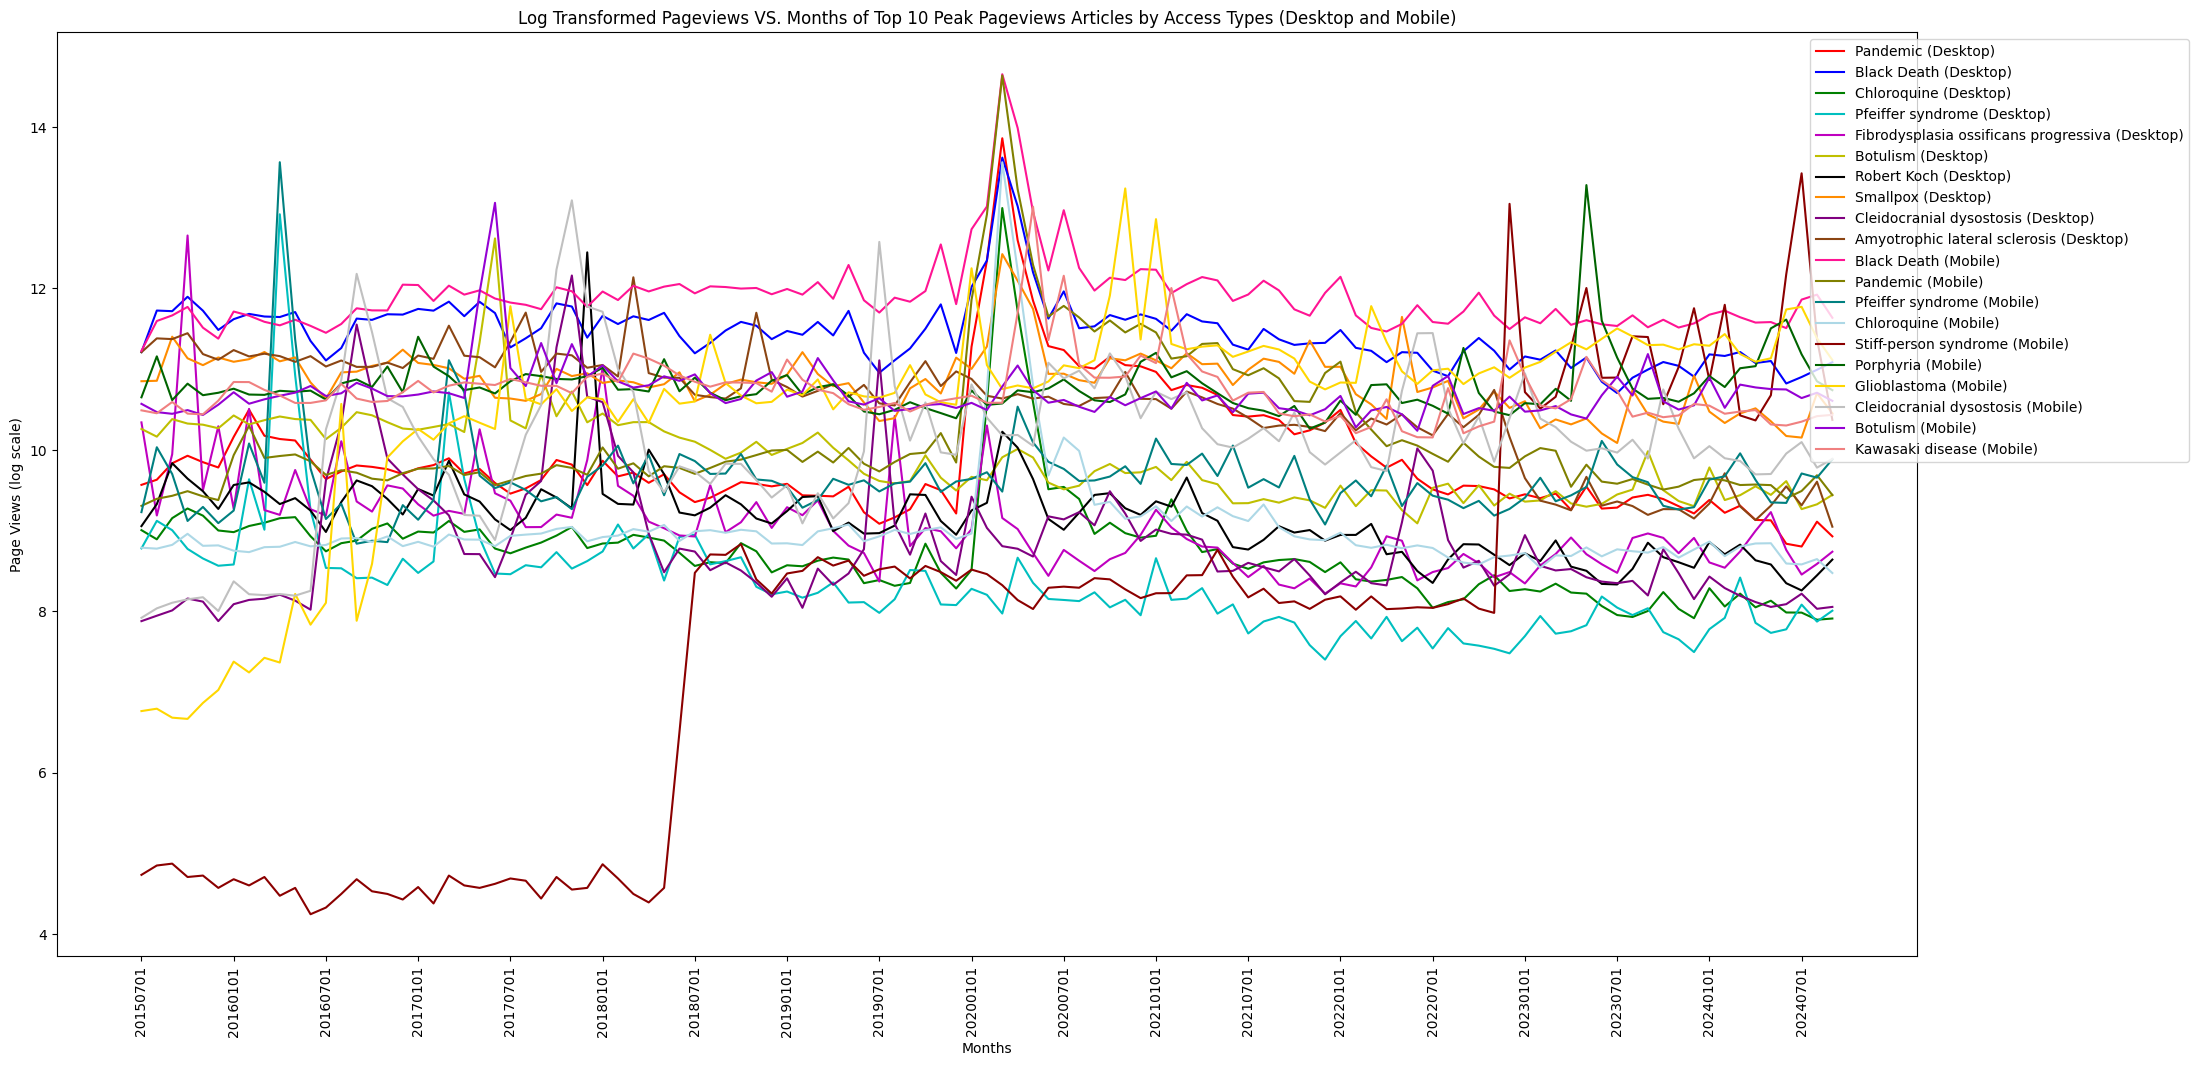 Log Transformed Pageviews VS. Months of Top 10 Peak Pageviews Articles by Access Types (Desktop and Mobile)
Pandemic (Desktop)
Black Death (Desktop)
Chloroquine (Desktop)
Pfeiffer syndrome (Desktop)
Fibrodysplasia ossificans progressiva (Desktop)
Botulism (Desktop)
Robert Koch (Desktop)
Smallpox (Desktop)
Cleidocranial dysostosis (Desktop)
Amyotrophic lateral sclerosis (Desktop)
Black Death (Mobile)
Pandemic (Mobile)
Pfeiffer syndrome (Mobile)
Chloroquine (Mobile)
Stiff-person syndrome (Mobile)
Porphyria (Mobile)
Glioblastoma (Mobile)
Cleidocranial dysostosis (Mobile)
Botulism (Mobile)
Kawasaki disease (Mobile)
Page Views (log scale)
14
12
10
8
6
4
20150701
20160101
20160701
20170101
20170701
20180101
20180701
20190101
20190701
20200101
20200701
20210101
20210701
20220101
20220701
20230101
20230701
20240101
20240701
Months